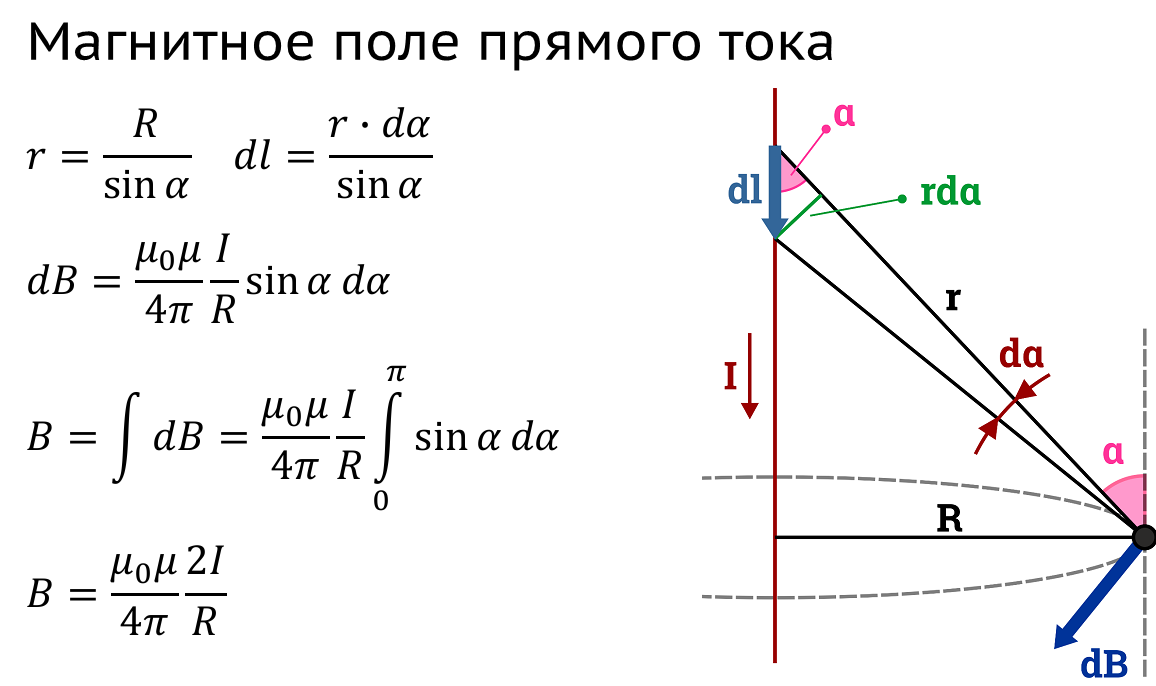 Магнитное поле прямого тока
r = R / sin α    dl = r · dα / sin α
dB = μ₀μ / 4π I / R sin α dα
B = ∫ dB = μ₀μ / 4π I / R ∫₀^π sin α dα
B = μ₀μ / 4π 2I / R
α
dl
rdα
r
dα
I
α
R
dB